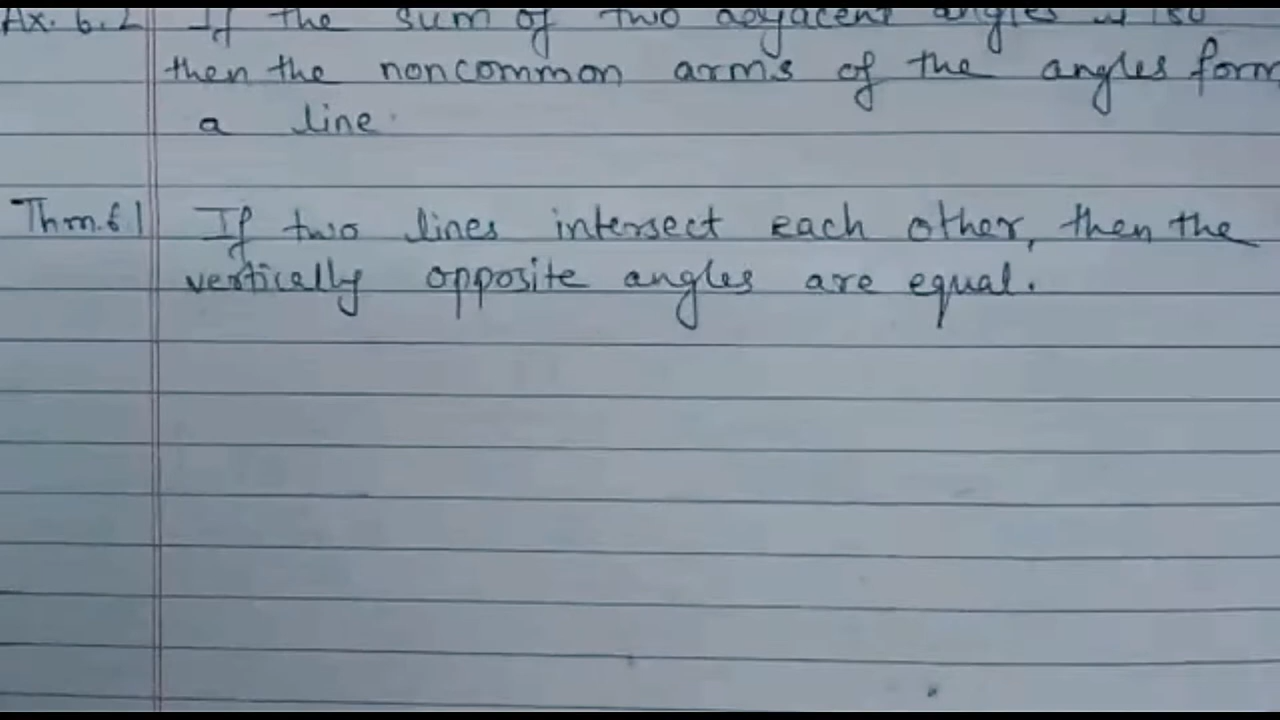 Ax. 6.2 If the sum of two adjacent angles is 180
then the noncommon arms of the angles form
a line.
Thm. 6.1 If two lines intersect each other, then the
vertically opposite angles are equal.